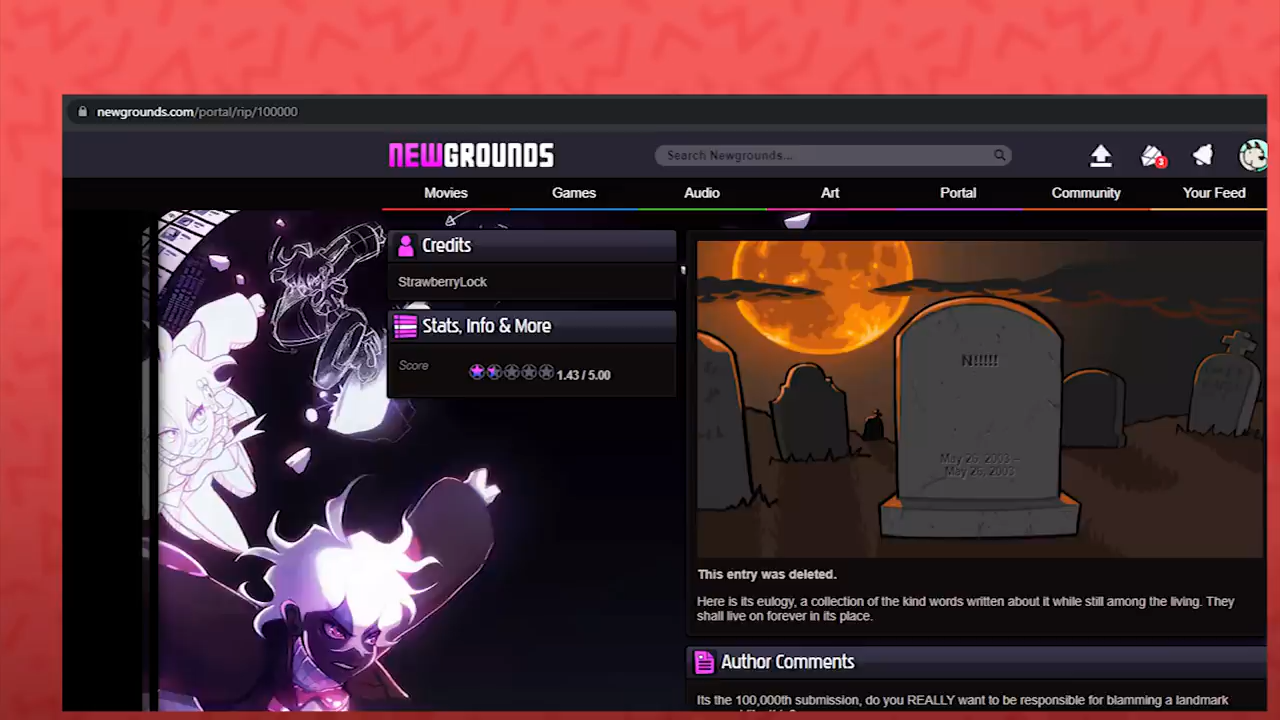 newgrounds.com/portal/rip/100000
NEWGROUNDS
Search Newgrounds...
3
Movies Games Audio Art Portal Community Your Feed
Credits
StrawberryLock
Stats, Info & More
Score 1.43 / 5.00
N!!!!!
May 26, 2003 –
May 26, 2003
This entry was deleted.
Here is its eulogy, a collection of the kind words written about it while still among the living. They
shall live on forever in its place.
Author Comments
Its the 100,000th submission, do you REALLY want to be responsible for blamming a landmark